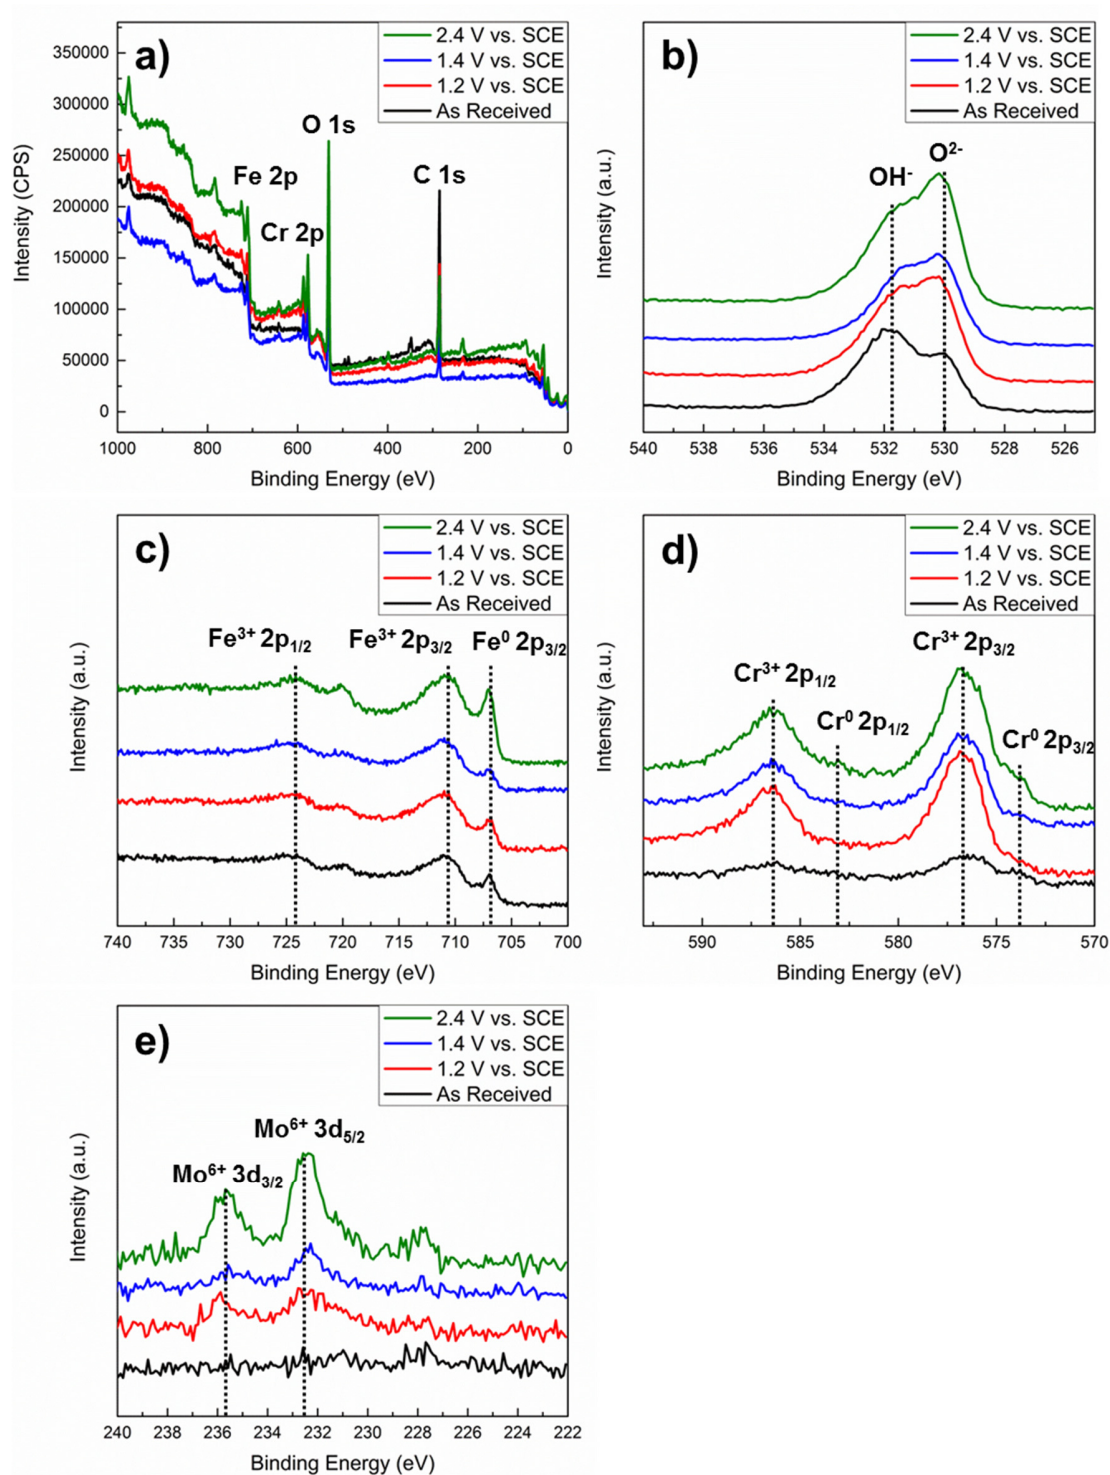 a)
2.4 V vs. SCE
1.4 V vs. SCE
1.2 V vs. SCE
As Received
O 1s
Fe 2p
C 1s
Cr 2p
350000
300000
250000
200000
150000
100000
50000
0
Intensity (CPS)
1000 800 600 400 200 0
Binding Energy (eV)
b)
2.4 V vs. SCE
1.4 V vs. SCE
1.2 V vs. SCE
As Received
OH⁻ O²⁻
Intensity (a.u.)
540 538 536 534 532 530 528 526
Binding Energy (eV)
c)
2.4 V vs. SCE
1.4 V vs. SCE
1.2 V vs. SCE
As Received
Fe³⁺ 2p₁/₂ Fe³⁺ 2p₃/₂ Fe⁰ 2p₃/₂
Intensity (a.u.)
740 735 730 725 720 715 710 705 700
Binding Energy (eV)
d)
2.4 V vs. SCE
1.4 V vs. SCE
1.2 V vs. SCE
As Received
Cr³⁺ 2p₃/₂
Cr³⁺ 2p₁/₂
Cr⁰ 2p₁/₂
Cr⁰ 2p₃/₂
Intensity (a.u.)
590 585 580 575 570
Binding Energy (eV)
e)
2.4 V vs. SCE
1.4 V vs. SCE
1.2 V vs. SCE
As Received
Mo⁶⁺ 3d₅/₂
Mo⁶⁺ 3d₃/₂
Intensity (a.u.)
240 238 236 234 232 230 228 226 224 222
Binding Energy (eV)